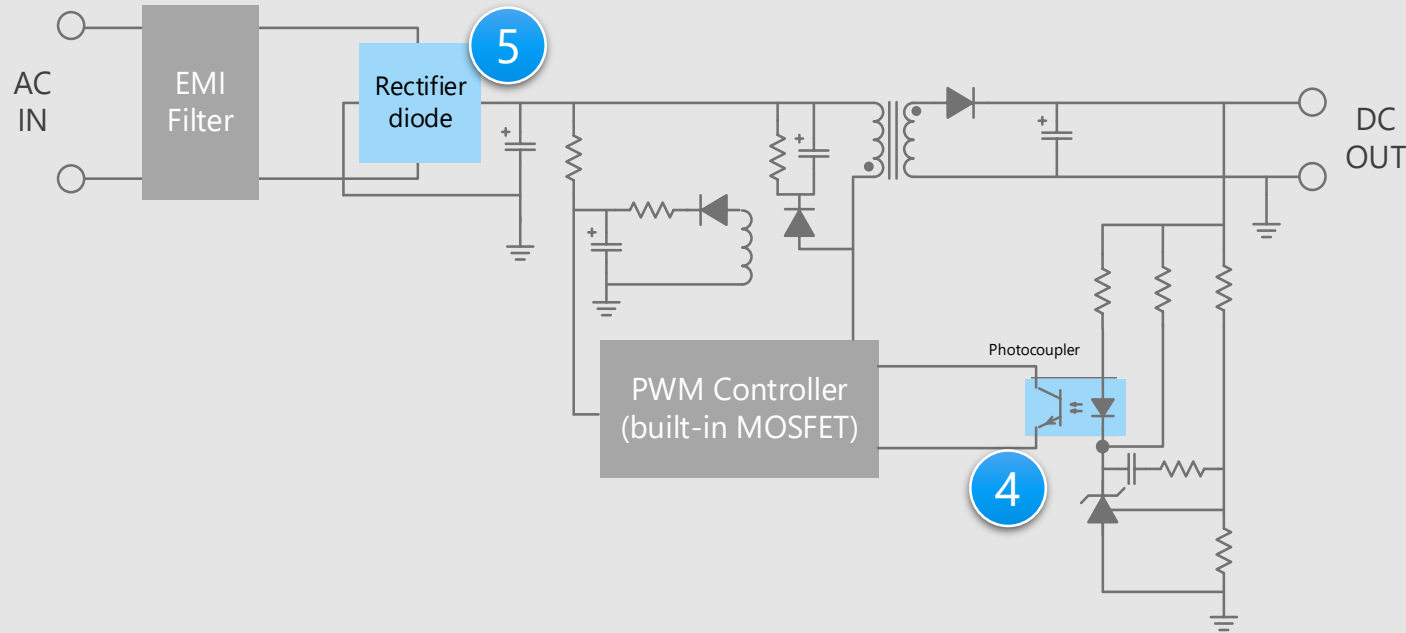 AC
IN
EMI
Filter
Rectifier
diode
5
+
+
+
+
DC
OUT
Photocoupler
PWM Controller
(built-in MOSFET)
4